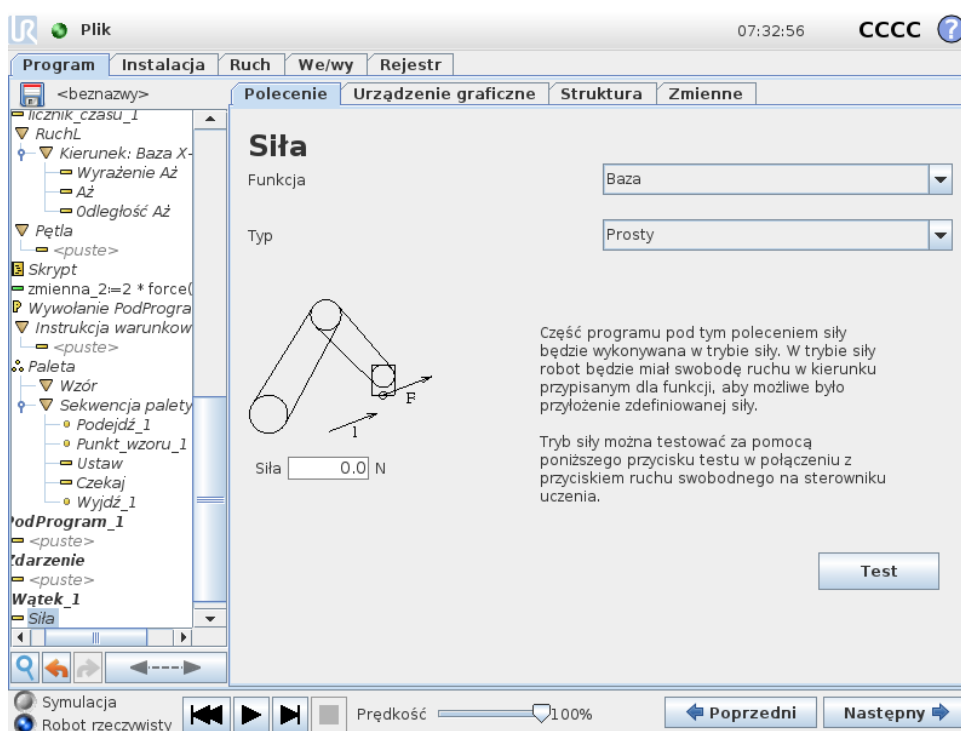 UR Plik 07:32:56 CCCC ?
Program Instalacja Ruch We/wy Rejestr
<beznazwy>
Polecenie Urządzenie graficzne Struktura Zmienne
licznik_czasu_1
RuchL
Kierunek: Baza X-
Wyrażenie Aż
Aż
Odległość Aż
Pętla
<puste>
Skrypt
zmienna_2≔2 * force(
P Wywołanie PodProgra
Instrukcja warunkow
<puste>
Paleta
Wzór
Sekwencja palety
Podejdź_1
Punkt_wzoru_1
Ustaw
Czekaj
Wyjdź_1
PodProgram_1
<puste>
Zdarzenie
<puste>
Wątek_1
Siła
Siła
Funkcja Baza
Typ Prosty
F
1
Siła 0.0 N
Część programu pod tym poleceniem siły
będzie wykonywana w trybie siły. W trybie siły
robot będzie miał swobodę ruchu w kierunku
przypisanym dla funkcji, aby możliwe było
przyłożenie zdefiniowanej siły.
Tryb siły można testować za pomocą
poniższego przycisku testu w połączeniu z
przyciskiem ruchu swobodnego na sterowniku
uczenia.
Test
Symulacja
Robot rzeczywisty
Prędkość 100%
Poprzedni Następny